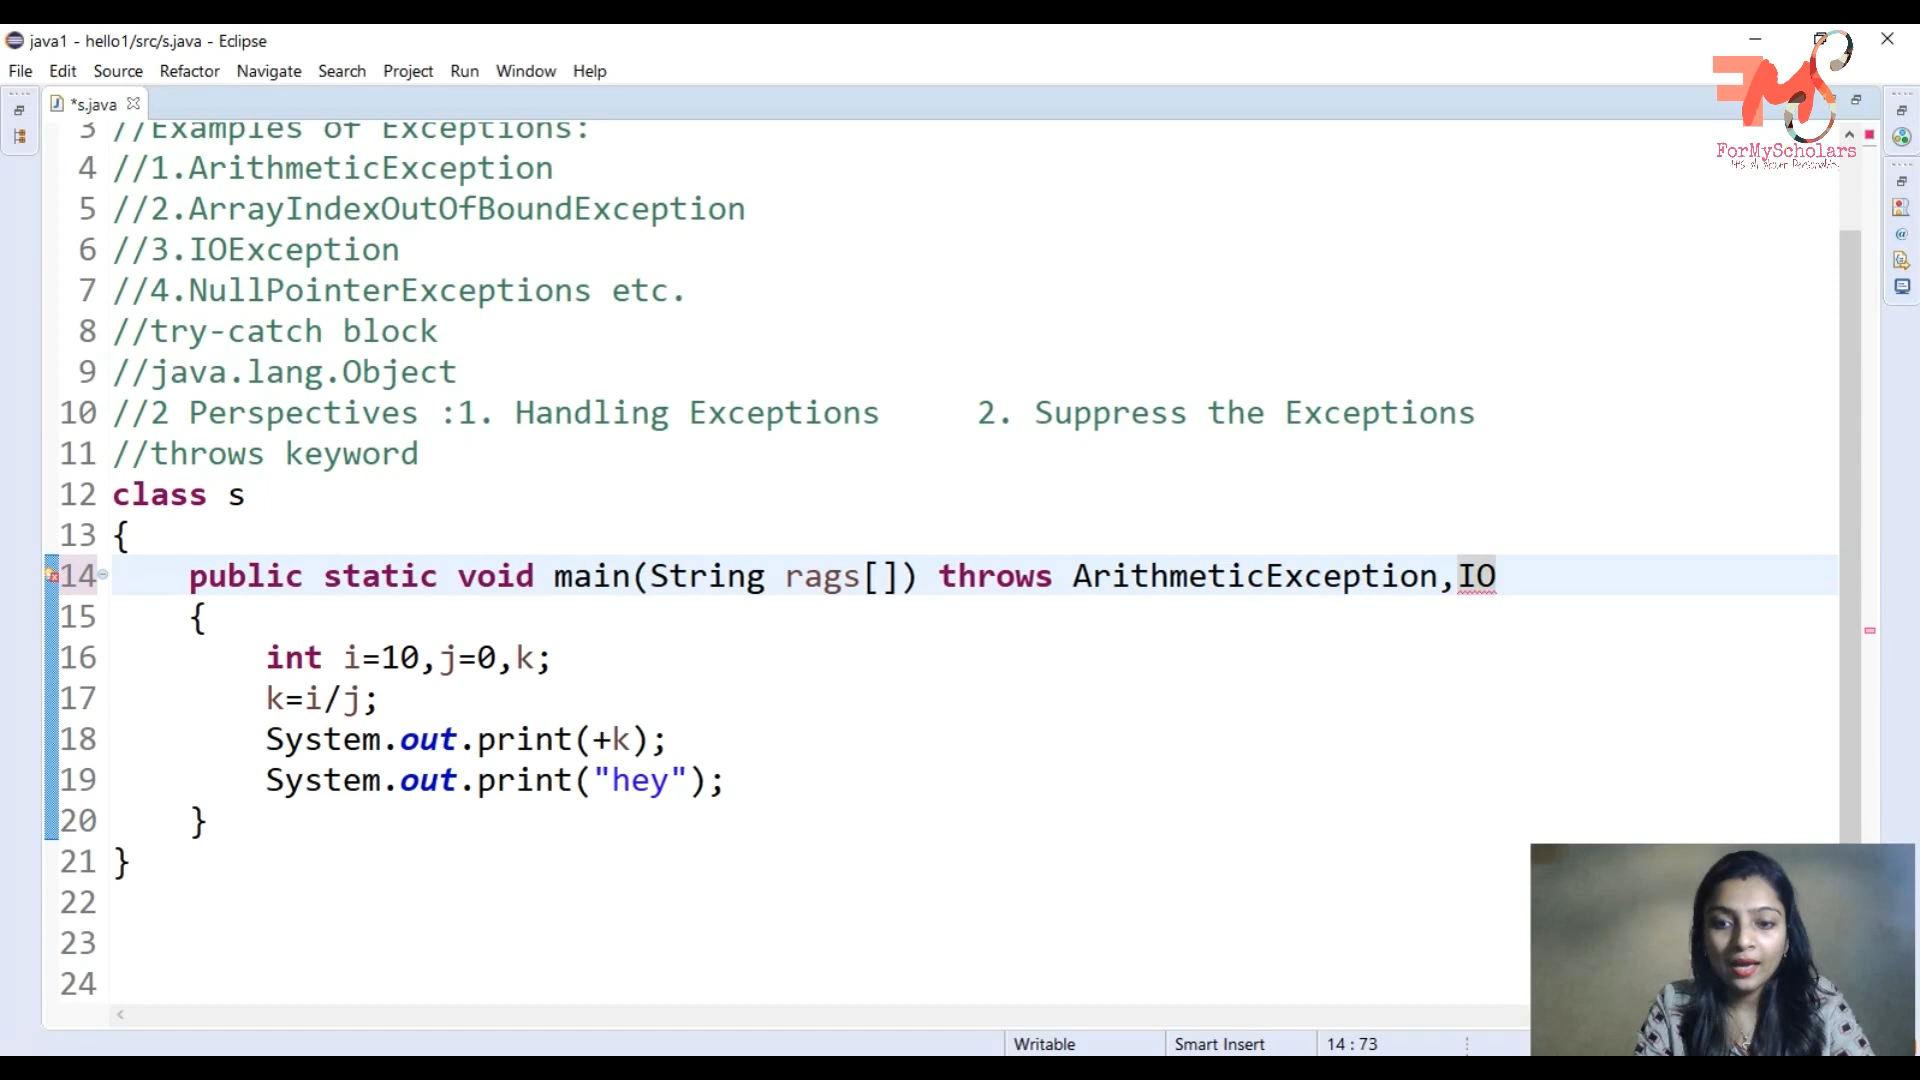 java1 - hello1/src/s.java - Eclipse
File Edit Source Refactor Navigate Search Project Run Window Help
*s.java
ForMyScholars
3 //Examples of Exceptions:
4 //1.ArithmeticException
5 //2.ArrayIndexOutOfBoundException
6 //3.IOException
7 //4.NullPointerExceptions etc.
8 //try-catch block
9 //java.lang.Object
10 //2 Perspectives :1. Handling Exceptions     2. Suppress the Exceptions
11 //throws keyword
12 class s
13 {
14     public static void main(String rags[]) throws ArithmeticException,IO
15     {
16         int i=10,j=0,k;
17         k=i/j;
18         System.out.print(+k);
19         System.out.print("hey");
20     }
21 }
22
23
24
Writable Smart Insert 14 : 73